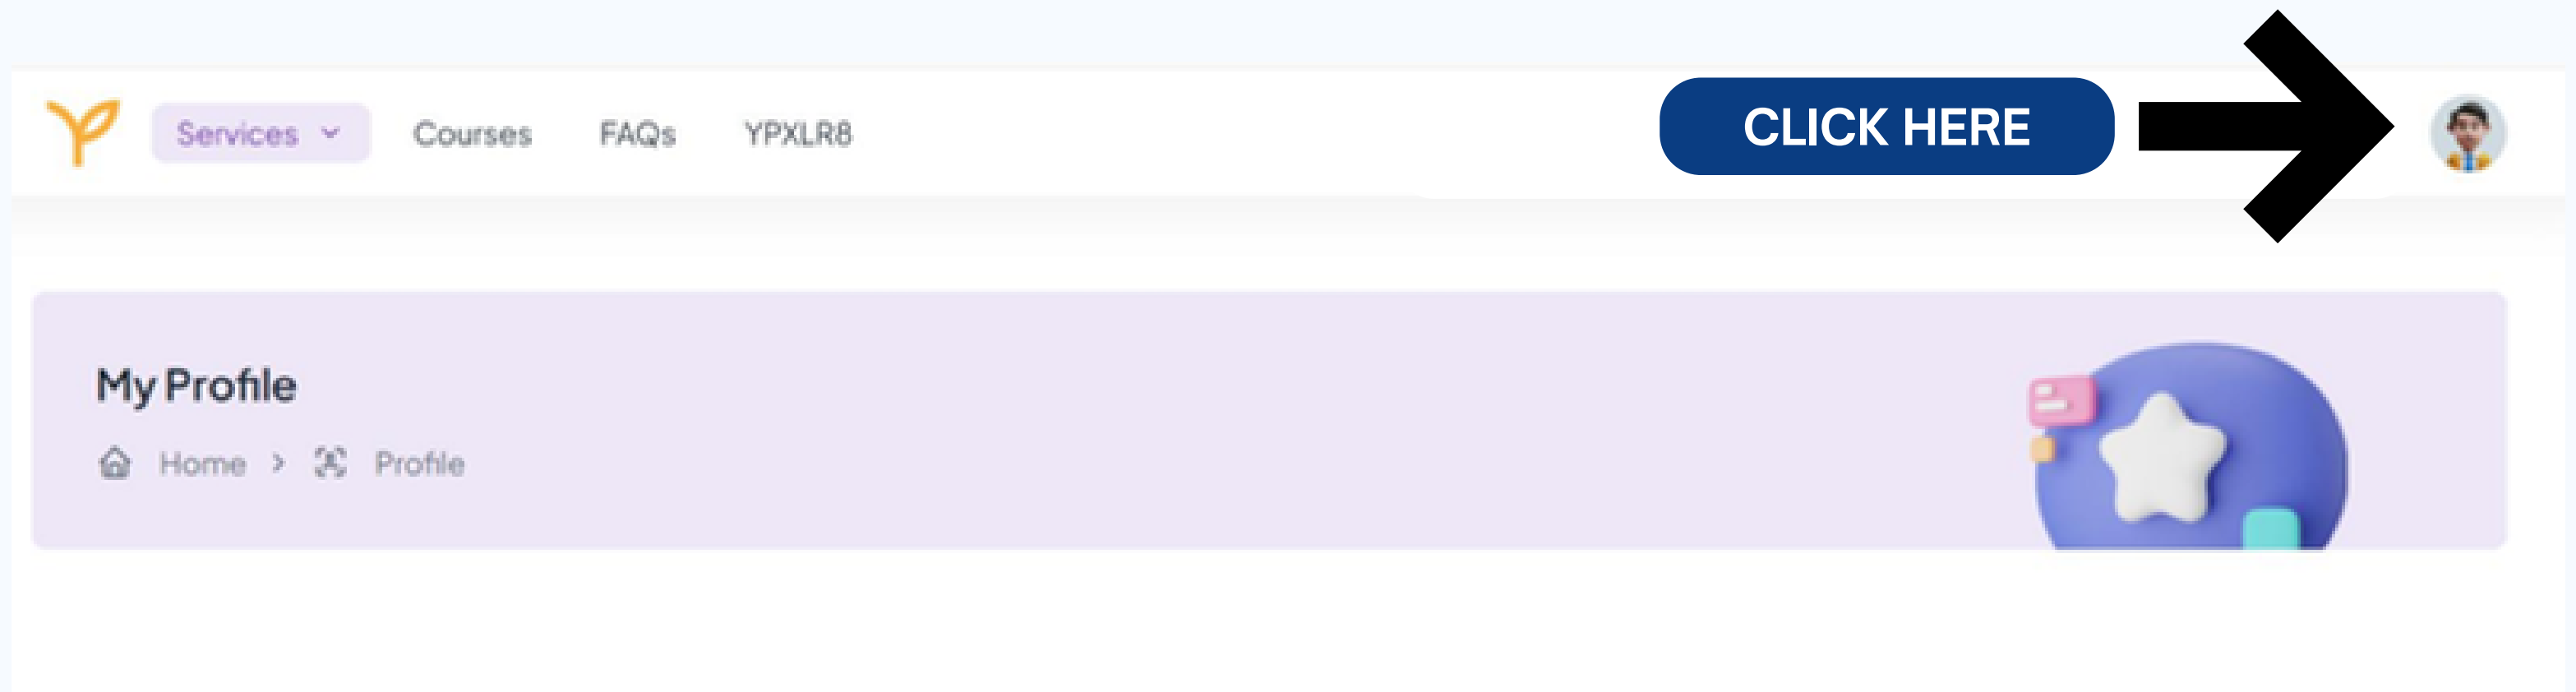 Services
Courses
FAQs
YPXLR8
CLICK HERE
My Profile
Home > Profile